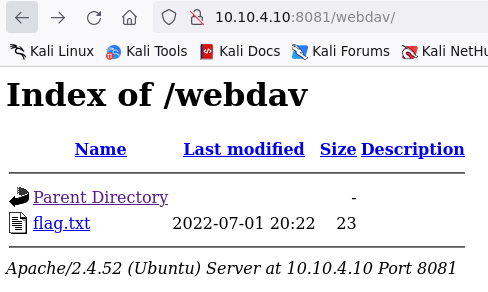 10.10.4.10:8081/webdav/
Kali Linux Kali Tools Kali Docs Kali Forums Kali NetHu
Index of /webdav
Name Last modified Size Description
Parent Directory -
flag.txt 2022-07-01 20:22 23
Apache/2.4.52 (Ubuntu) Server at 10.10.4.10 Port 8081